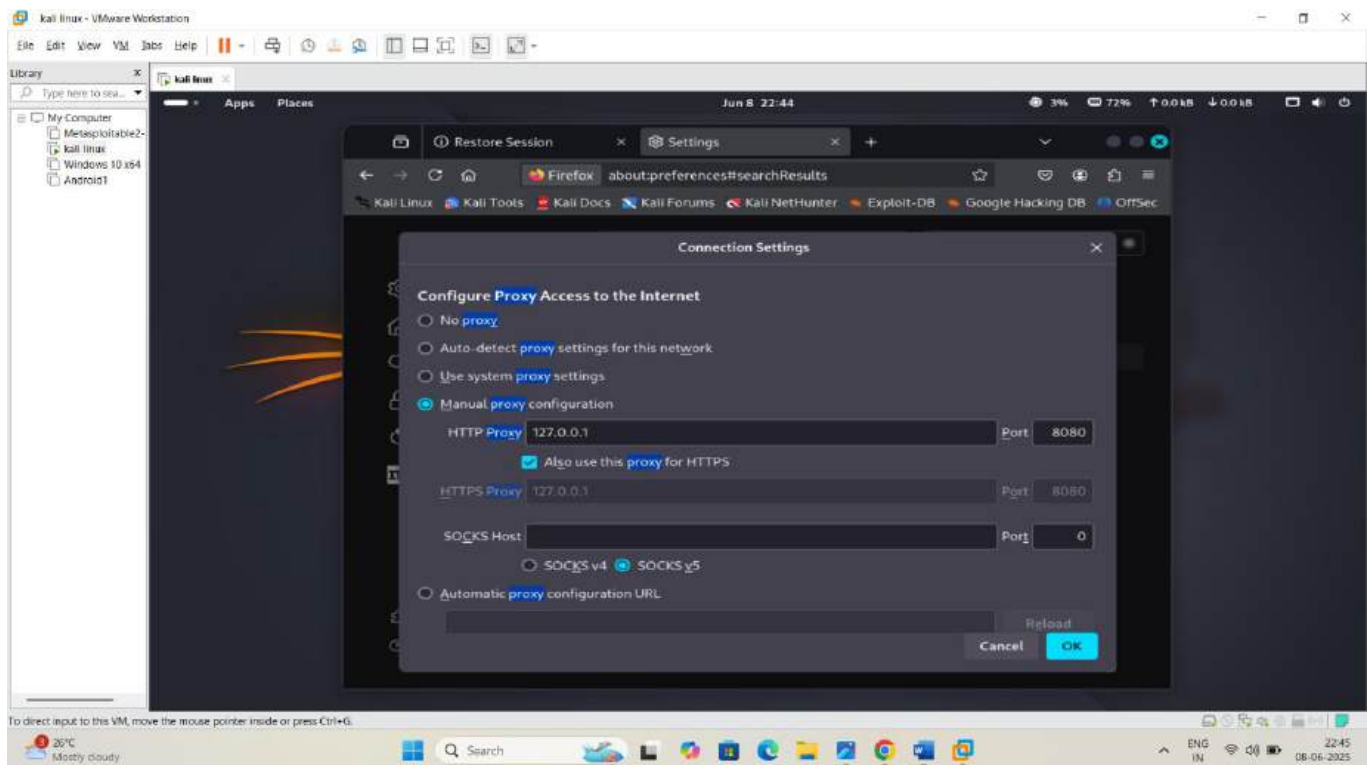 kali linux - VMware Workstation
File Edit View VM Tabs Help
Library
Type here to sea...
kali linux
My Computer
Metasploitable2-
kali linux
Windows 10 x64
Android1
Apps Places Jun 8 22:44 3% 72% ↑0.0 kB ↓0.0 kB
Restore Session Settings
Firefox about:preferences#searchResults
Kali Linux Kali Tools Kali Docs Kali Forums Kali NetHunter Exploit-DB Google Hacking DB OffSec
Connection Settings
Configure Proxy Access to the Internet
No proxy
Auto-detect proxy settings for this network
Use system proxy settings
Manual proxy configuration
HTTP Proxy 127.0.0.1 Port 8080
Also use this proxy for HTTPS
HTTPS Proxy 127.0.0.1 Port 8080
SOCKS Host Port 0
SOCKS v4 SOCKS v5
Automatic proxy configuration URL
Reload
Cancel OK
To direct input to this VM, move the mouse pointer inside or press Ctrl+G.
3 26°C
Mostly cloudy
Search
ENG
IN
22:45
08-06-2025